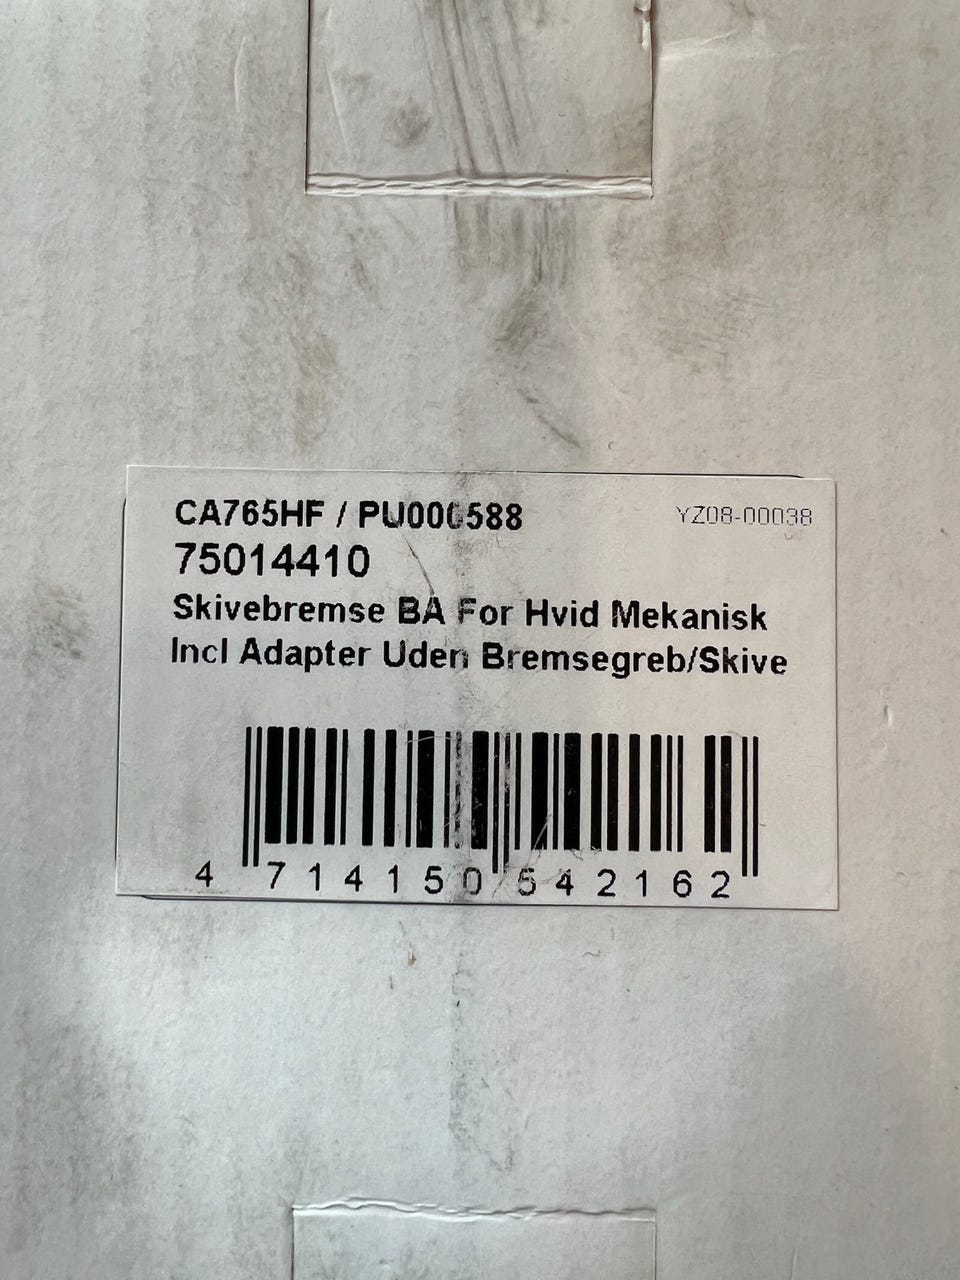 CA765HF / PU000588
YZ08-00038
75014410
Skivebremse BA For Hvid Mekanisk
Incl Adapter Uden Bremsegreb/Skive
4 714150 542162